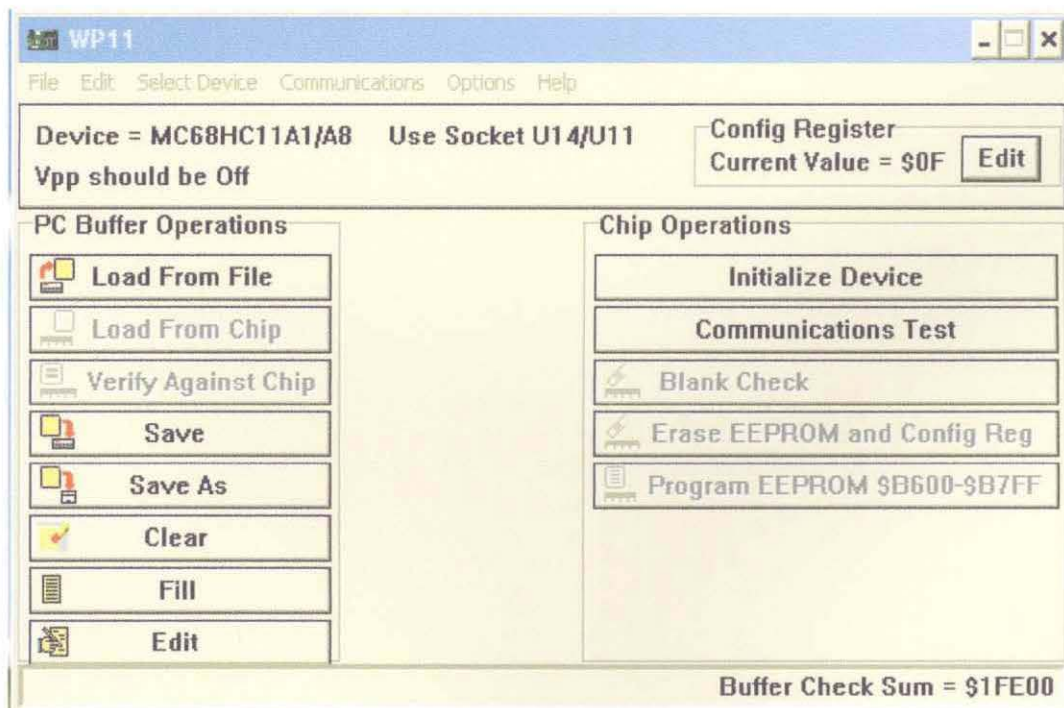 WP11
File Edit Select Device Communications Options Help
Device = MC68HC11A1/A8 Use Socket U14/U11
Vpp should be Off
Config Register
Current Value = $0F Edit
PC Buffer Operations
Load From File
Load From Chip
Verify Against Chip
Save
Save As
Clear
Fill
Edit
Chip Operations
Initialize Device
Communications Test
Blank Check
Erase EEPROM and Config Reg
Program EEPROM $B600-$B7FF
Buffer Check Sum = $1FE00